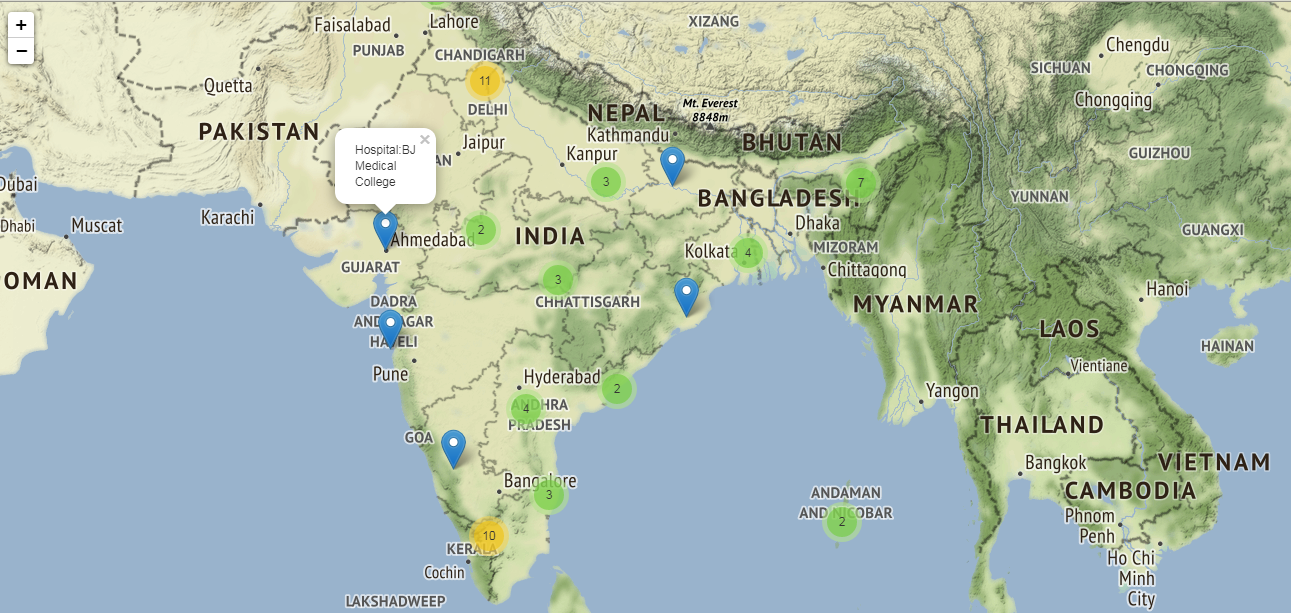 +
−
Faisalabad
Lahore
XIZANG
PUNJAB
CHANDIGARH
Chengdu
SICHUAN
CHONGQING
Quetta
11
Chongqing
DELHI
NEPAL
Mt. Everest
8848m
PAKISTAN
Kathmandu
BHUTAN
Jaipur
Hospital:BJ
Medical
College
×
AN
Kanpur
GUIZHOU
Dubai
3
7
BANGLADESH
YUNNAN
Dhabi
Muscat
Karachi
Ahmedabad
2
INDIA
Dhaka
GUANGXI
Kolkata
4
MIZORAM
GUJARAT
Chittagong
OMAN
3
Hanoi
DADRA
AND NAGAR
HAVELI
CHHATTISGARH
MYANMAR
LAOS
HAINAN
Pune
Hyderabad
2
Vientiane
Yangon
4
ANDHRA
PRADESH
GOA
THAILAND
Bangkok
VIETNAM
Bangalore
3
ANDAMAN
AND NICOBAR
2
CAMBODIA
Phnom
Penh
10
KERALA
Cochin
Ho Chi
Minh
City
LAKSHADWEEP